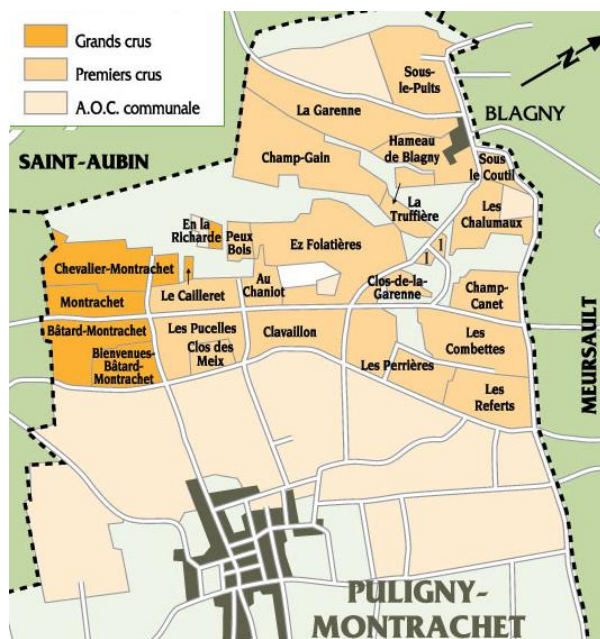 Grands crus
Premiers crus
A.O.C. communale
N
SAINT-AUBIN
BLAGNY
MEURSAULT
Sous-
le-Puits
La Garenne
Hameau
de Blagny
Champ-Gain
Sous
le Coutil
La
Truffière
Les
Chalumaux
En la
Richarde
Peux
Bois
Ez Folatières
1
1
Chevalier-Montrachet
Au
Chaniot
Clos-de-la-
Garenne
Champ-
Canet
Montrachet
Le Cailleret
Bâtard-Montrachet
Les Pucelles
Clavaillon
Les
Combettes
Bienvenues-
Bâtard-
Montrachet
Clos des
Meix
Les Perrières
Les
Referts
PULIGNY-
MONTRACHET